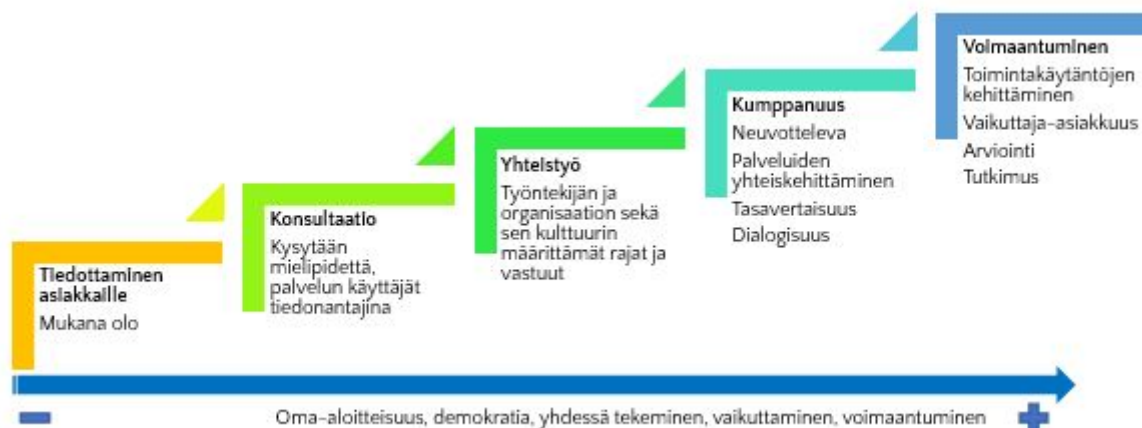 Tiedottaminen
asiakkaille
Mukana olo
Konsultaatio
Kysytään
mielipidettä,
palvelun käyttäjät
tiedonantajina
Yhteistyö
Työntekijän ja
organisaation sekä
sen kulttuurin
määrittämät rajat ja
vastuut
Kumppanuus
Neuvotteleva
Palveluiden
yhteiskehittäminen
Tasavertaisuus
Dialogisuus
Voimaantuminen
Toimintakäytäntöjen
kehittäminen
Vaikuttaja-asiakkuus
Arviointi
Tutkimus
Oma-aloitteisuus, demokratia, yhdessä tekeminen, vaikuttaminen, voimaantuminen